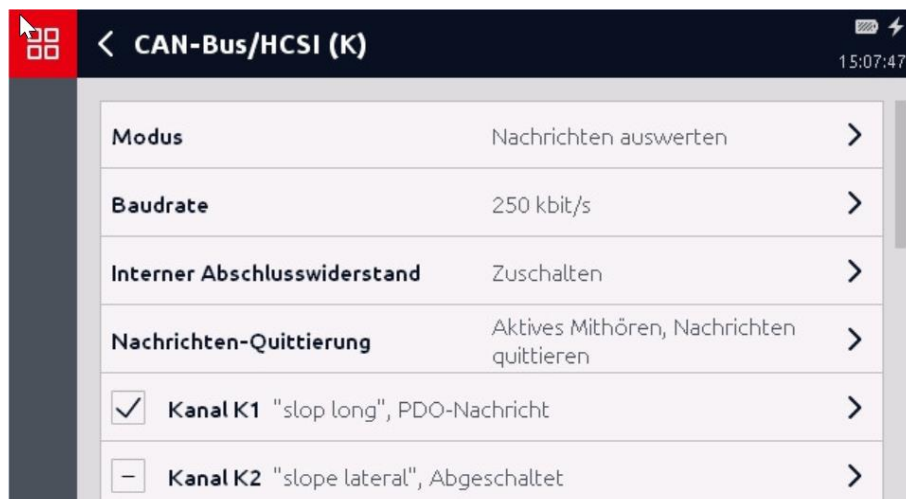 CAN-Bus/HCSI (K)
15:07:47
Modus Nachrichten auswerten
Baudrate 250 kbit/s
Interner Abschlusswiderstand Zuschalten
Nachrichten-Quittierung Aktives Mithören, Nachrichten
quittieren
Kanal K1 "slop long", PDO-Nachricht
Kanal K2 "slope lateral", Abgeschaltet